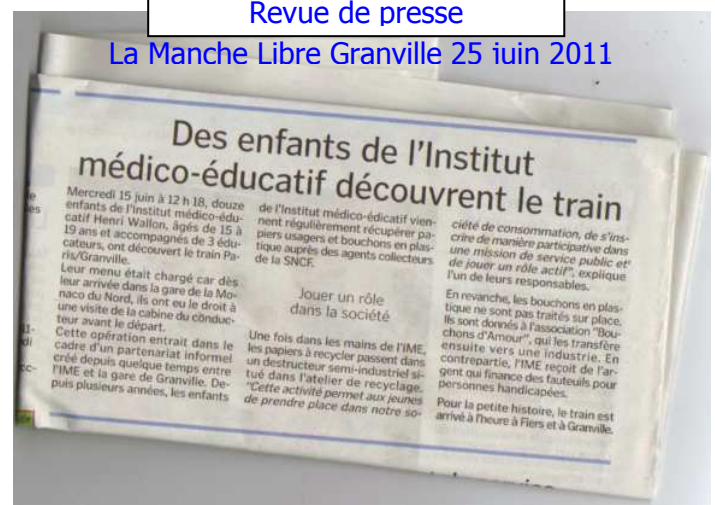 Revue de presse
La Manche Libre Granville 25 juin 2011
Des enfants de l'Institut
médico-éducatif découvrent le train
Mercredi 15 juin à 12 h 18, douze
enfants de l'Institut médico-édu-
catif Henri Wallon, âgés de 15 à
19 ans et accompagnés de 3 édu-
cateurs, ont découvert le train Pa-
ris/Granville.
Leur menu était chargé car dès
leur arrivée dans la gare de la Mo-
naco du Nord, ils ont eu le droit à
une visite de la cabine du conduc-
teur avant le départ.
Cette opération entrait dans le
cadre d'un partenariat informel
créé depuis quelque temps entre
l'IME et la gare de Granville. De-
puis plusieurs années, les enfants
de l'Institut médico-édicatif vien-
nent régulièrement récupérer pa-
piers usagers et bouchons en plas-
tique auprès des agents collecteurs
de la SNCF.
Jouer un rôle
dans la société
Une fois dans les mains de l'IME,
les papiers à recycler passent dans
un destructeur semi-industriel si-
tué dans l'atelier de recyclage.
"Cette activité permet aux jeunes
de prendre place dans notre so-
ciété de consommation, de s'ins-
crire de manière participative dans
une mission de service public et
de jouer un rôle actif", explique
l'un de leurs responsables.
En revanche, les bouchons en plas-
tique ne sont pas traités sur place.
Ils sont donnés à l'association "Bou-
chons d'Amour", qui les transfère
ensuite vers une industrie. En
contrepartie, l'IME reçoit de l'ar-
gent qui finance des fauteuils pour
personnes handicapées.
Pour la petite histoire, le train est
arrivé à l'heure à Flers et à Granville.